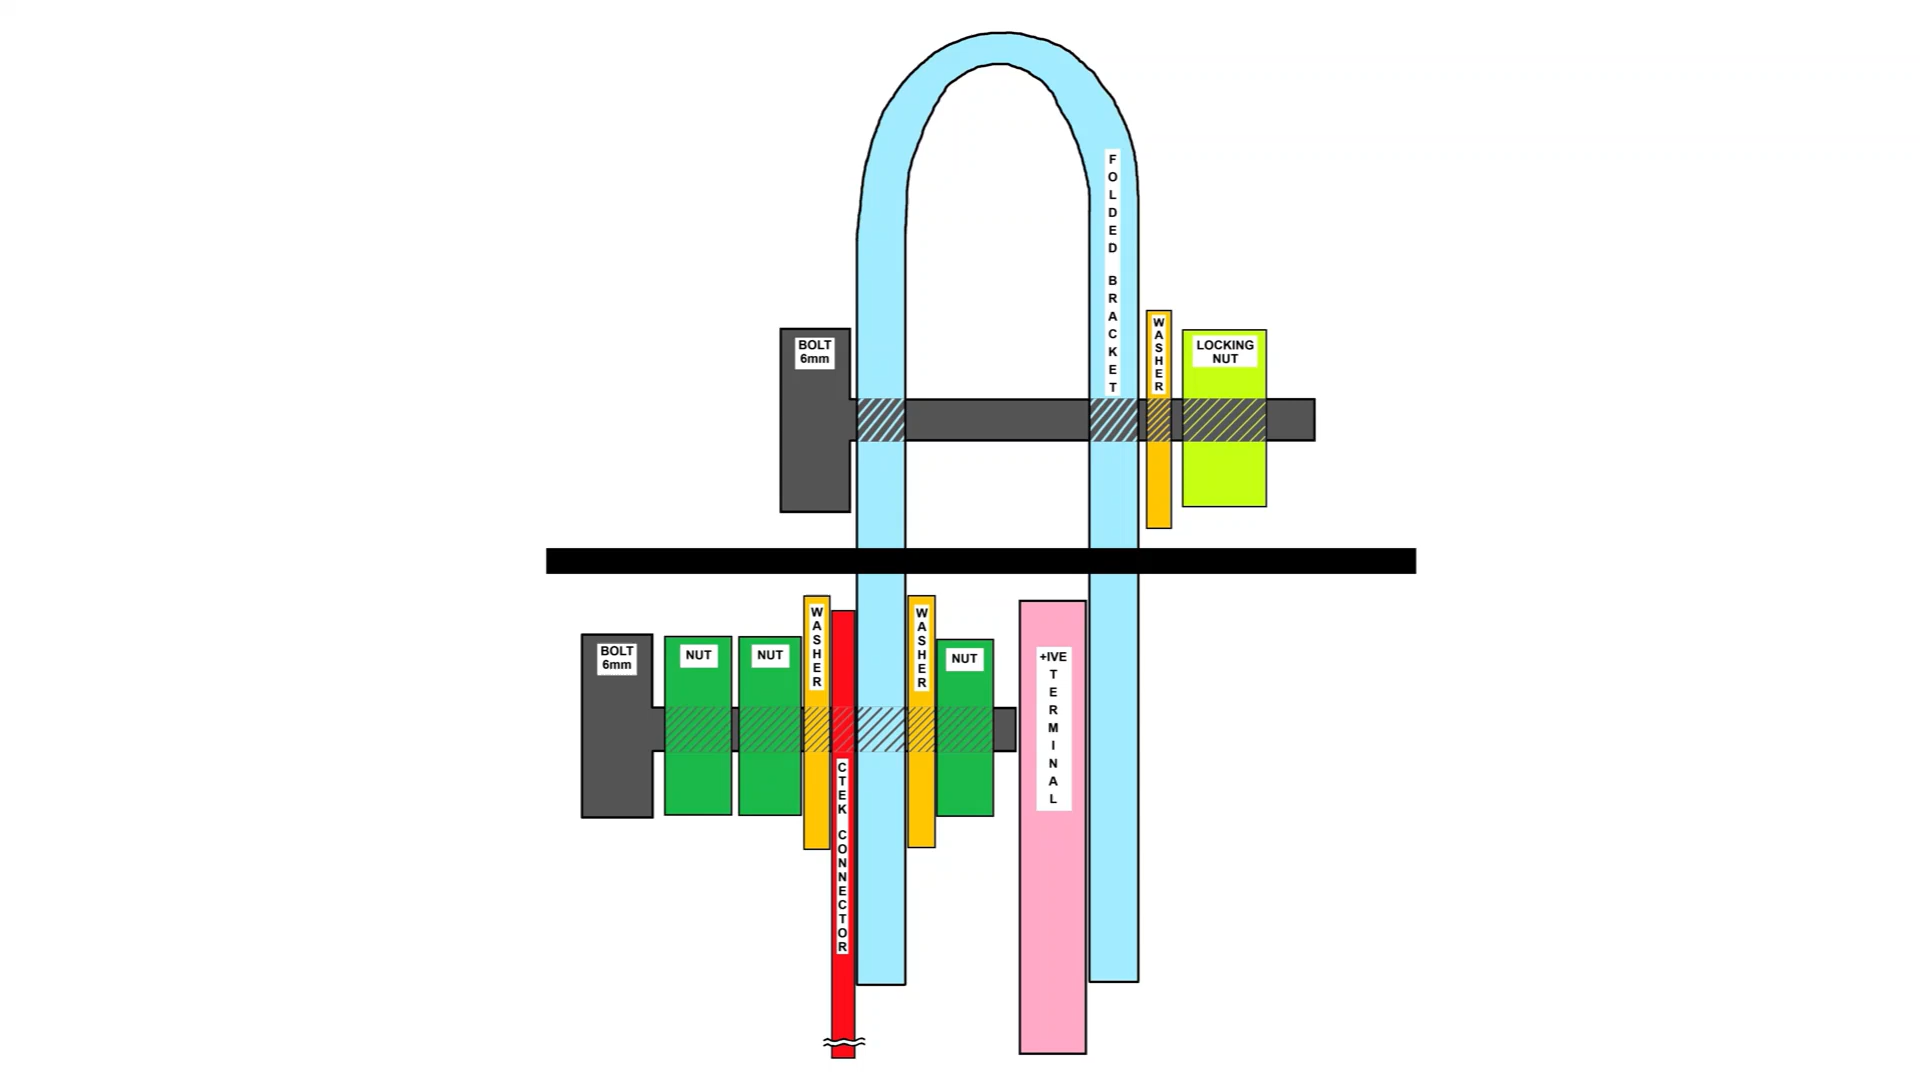 FOLDED BRACKET
BOLT
6mm
WASHER
LOCKING
NUT
BOLT
6mm
NUT
NUT
WASHER
CTEK CONNECTOR
WASHER
NUT
+IVE
TERMINAL